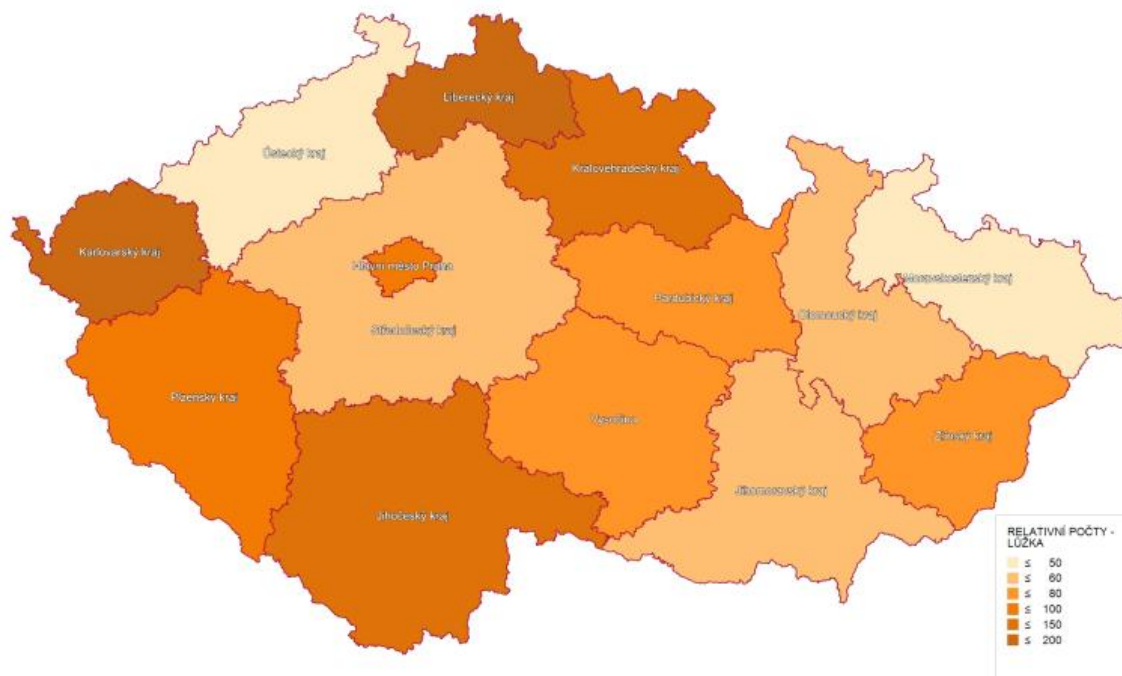 Liberecký kraj
Ústecký kraj
Královehradecký kraj
Karlovarský kraj
Hlavní město Praha
Moravskoslezský kraj
Pardubický kraj
Olomoucký kraj
Středočeský kraj
Plzeňský kraj
Vysočina
Zlínský kraj
Jihomoravský kraj
Jihočeský kraj
RELATIVNÍ POČTY -
LŮŽKA
≤ 50
≤ 60
≤ 80
≤ 100
≤ 150
≤ 200